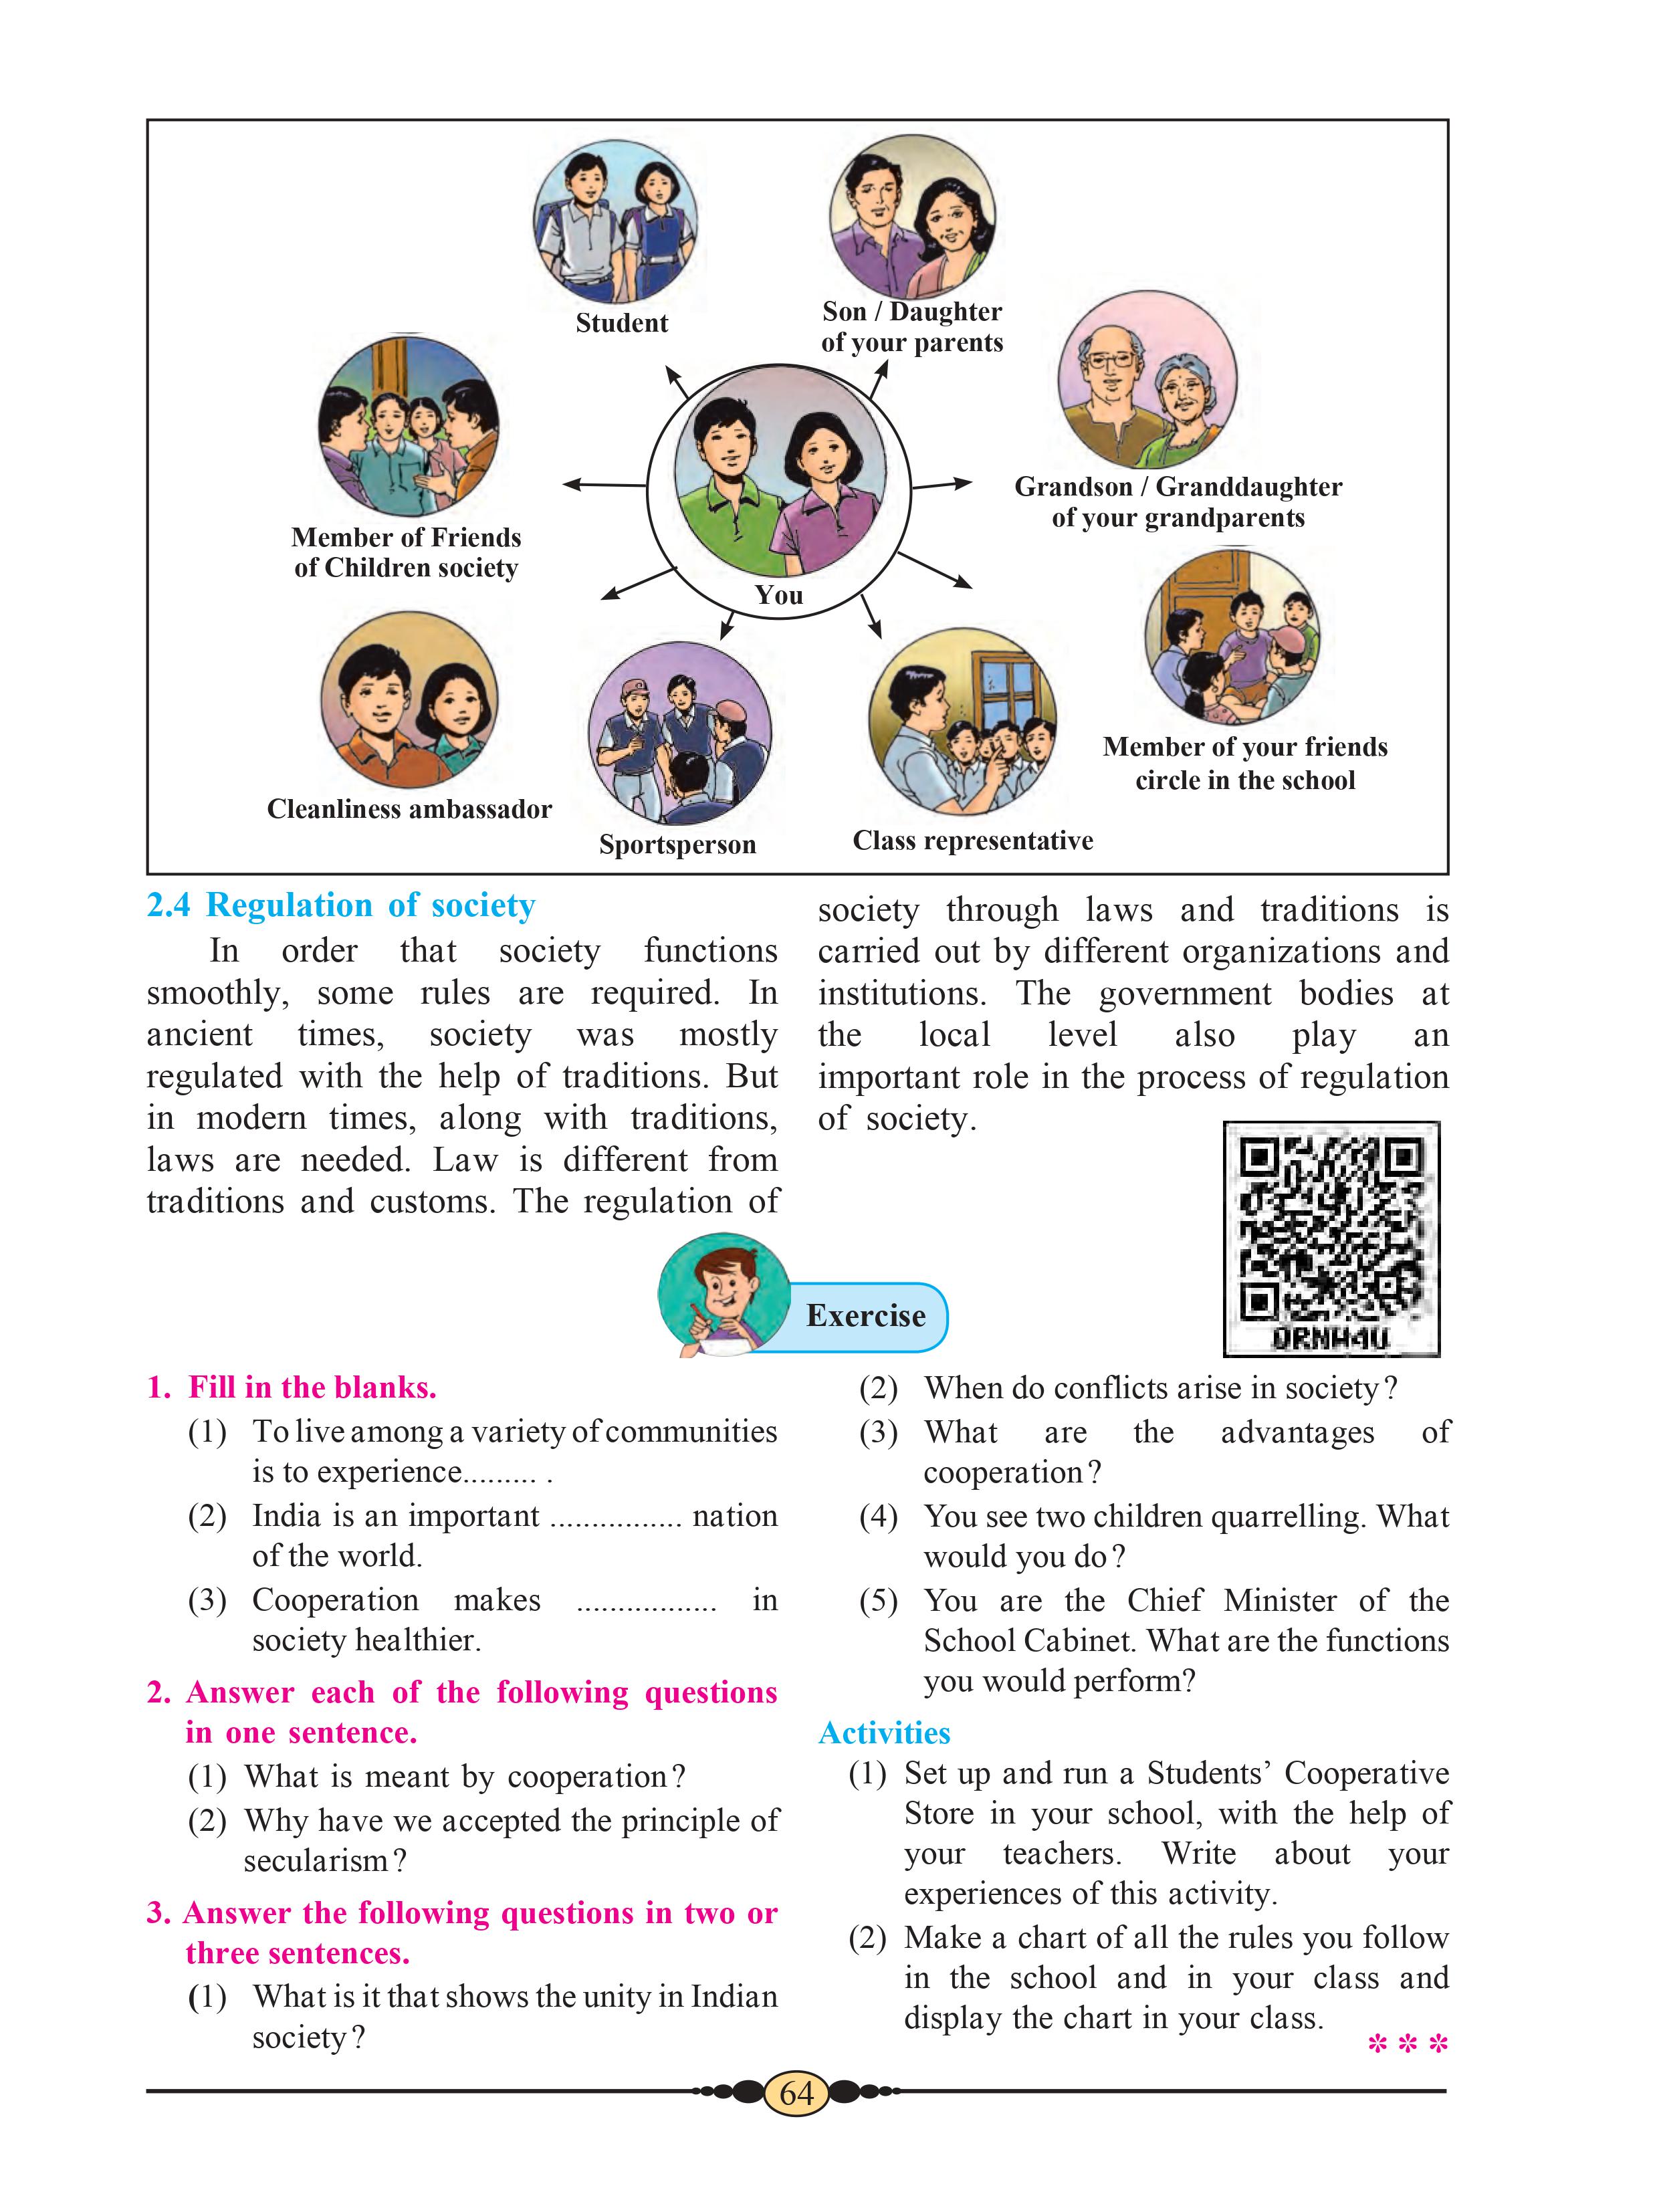 Student
Son / Daughter
of your parents
Grandson / Granddaughter
of your grandparents
Member of Friends
of Children society
You
Member of your friends
circle in the school
Cleanliness ambassador
Sportsperson
Class representative
2.4 Regulation of society
In order that society functions
smoothly, some rules are required. In
ancient times, society was mostly
regulated with the help of traditions. But
in modern times, along with traditions,
laws are needed. Law is different from
traditions and customs. The regulation of
society through laws and traditions is
carried out by different organizations and
institutions. The government bodies at
the local level also play an
important role in the process of regulation
of society.
QRNH4U
Exercise
1. Fill in the blanks.
(1) To live among a variety of communities
is to experience......... .
(2) India is an important ................ nation
of the world.
(3) Cooperation makes ................. in
society healthier.
2. Answer each of the following questions
in one sentence.
(1) What is meant by cooperation?
(2) Why have we accepted the principle of
secularism?
3. Answer the following questions in two or
three sentences.
(1) What is it that shows the unity in Indian
society?
(2) When do conflicts arise in society?
(3) What are the advantages of
cooperation?
(4) You see two children quarrelling. What
would you do?
(5) You are the Chief Minister of the
School Cabinet. What are the functions
you would perform?
Activities
(1) Set up and run a Students’ Cooperative
Store in your school, with the help of
your teachers. Write about your
experiences of this activity.
(2) Make a chart of all the rules you follow
in the school and in your class and
display the chart in your class.
* * *
64